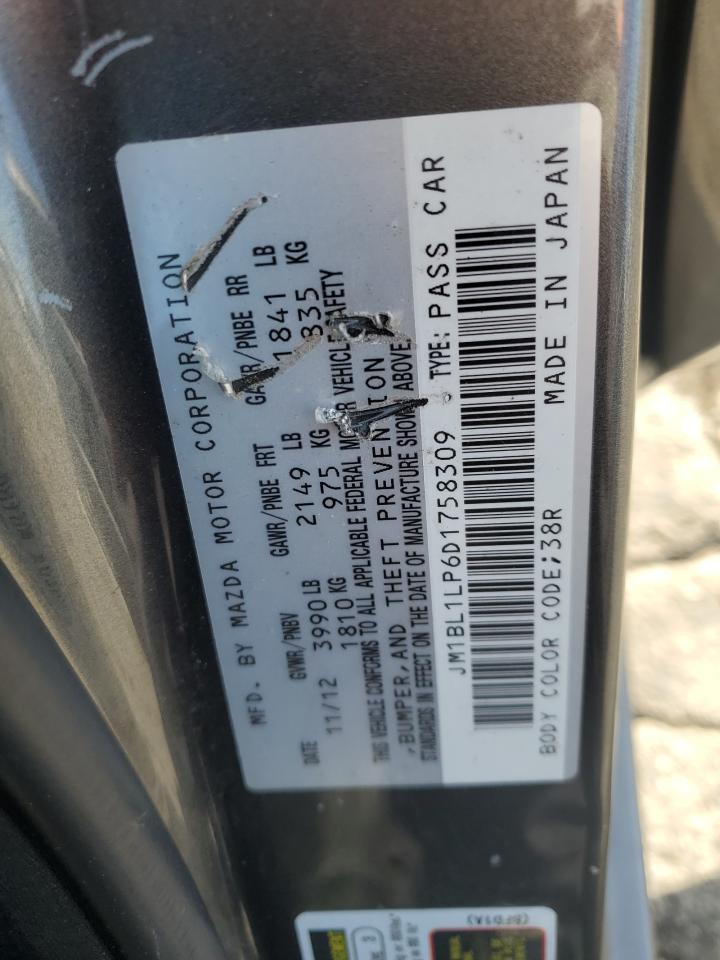 MFD. BY MAZDA MOTOR CORPORATION
DATE GVWR/PNBV GAWR/PNBE FRT GAWR/PNBE RR
11/12 3990 LB 2149 LB 1841 LB
1810 KG 975 KG 835 KG
THIS VEHICLE CONFORMS TO ALL APPLICABLE FEDERAL MOTOR VEHICLE SAFETY
,BUMPER,AND THEFT PREVENTION
STANDARDS IN EFFECT ON THE DATE OF MANUFACTURE SHOWN ABOVE.
JM1BL1LP6D1758309 TYPE: PASS CAR
BODY COLOR CODE;38R MADE IN JAPAN
(BFD1A)